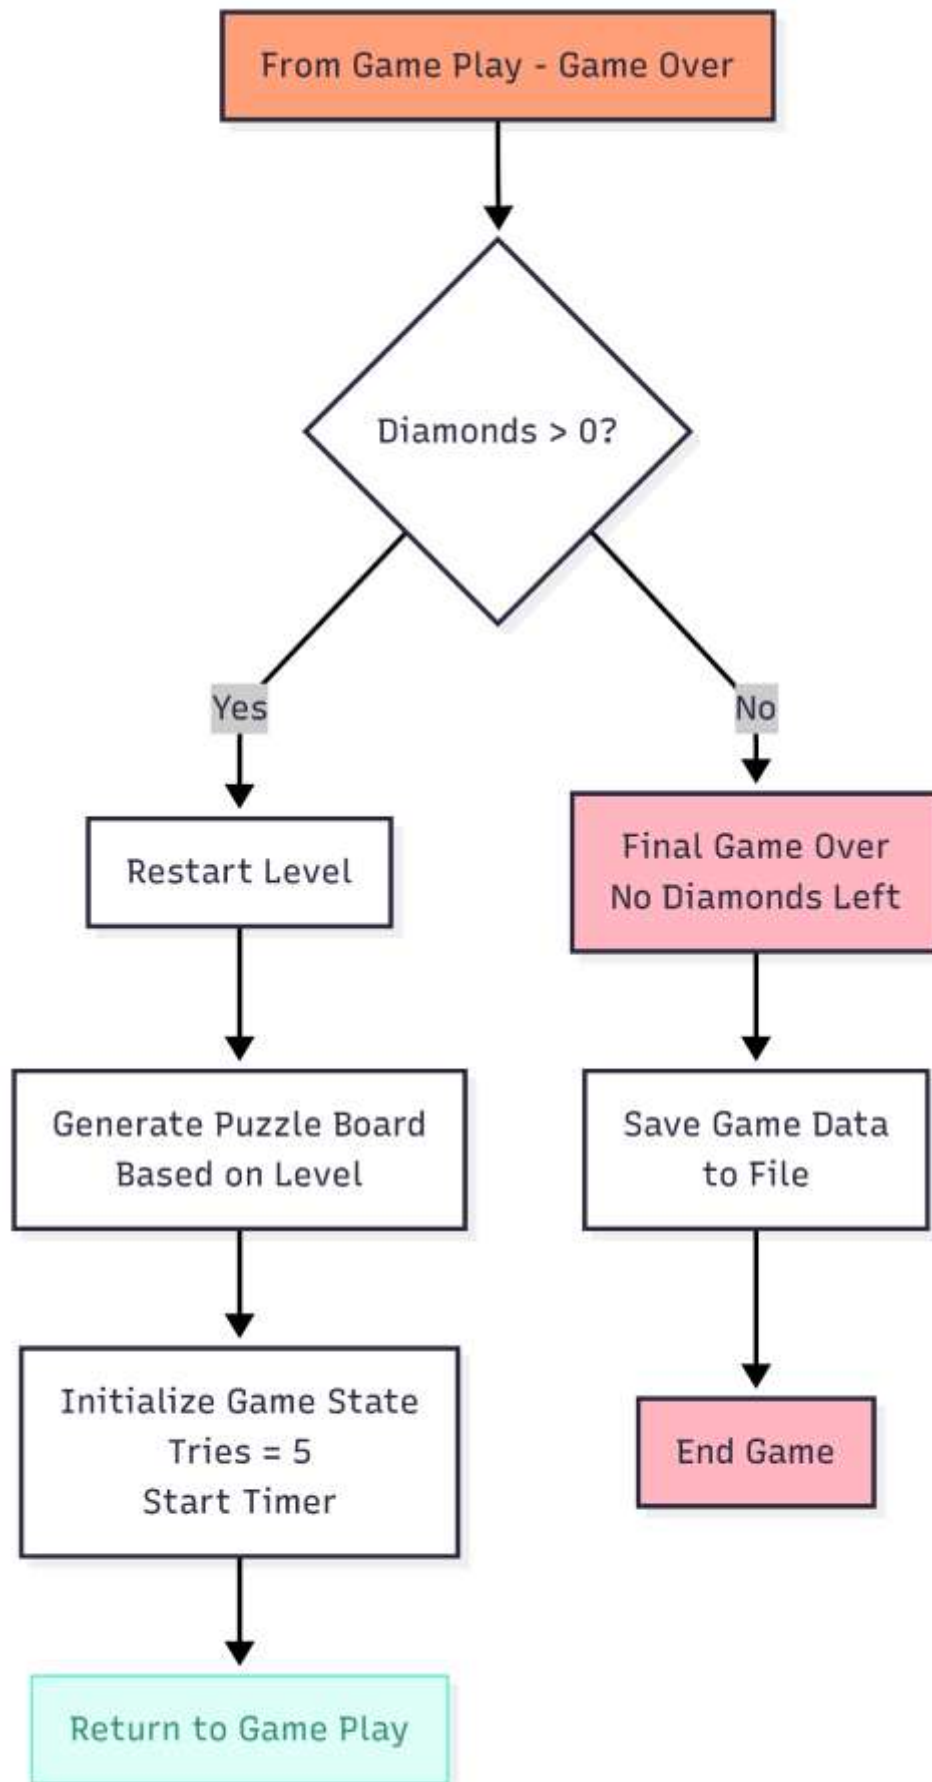 From Game Play - Game Over
Diamonds > 0?
Yes
No
Restart Level
Final Game Over
No Diamonds Left
Generate Puzzle Board
Based on Level
Save Game Data
to File
Initialize Game State
Tries = 5
Start Timer
End Game
Return to Game Play